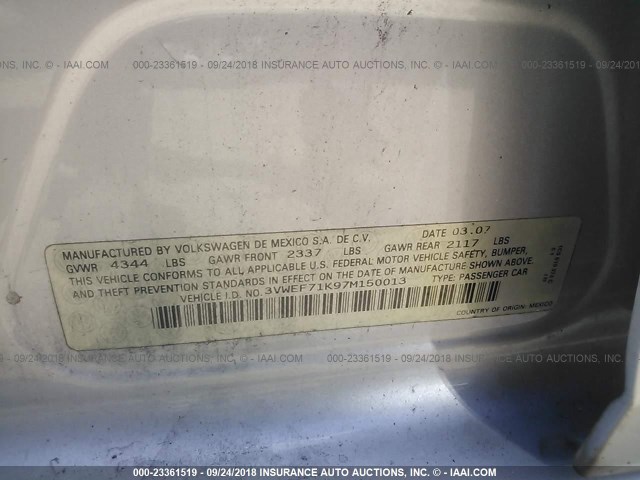 000-23361519 - 09/24/2018 INSURANCE AUTO AUCTIONS, INC. - IAAI.COM
MANUFACTURED BY VOLKSWAGEN DE MEXICO S.A. DE C.V. DATE 03.07
GVWR 4344 LBS GAWR FRONT 2337 LBS GAWR REAR 2117 LBS
THIS VEHICLE CONFORMS TO ALL APPLICABLE U.S. FEDERAL MOTOR VEHICLE SAFETY, BUMPER,
AND THEFT PREVENTION STANDARDS IN EFFECT ON THE DATE OF MANUFACTURE SHOWN ABOVE.
VEHICLE I.D. NO. 3VWEF71K97M150013 TYPE: PASSENGER CAR
COUNTRY OF ORIGIN: MEXICO
INC. - IAAI.COM 000-23361519 - 09/24/2018 INSURANCE AUTO AUCTIONS, INC. - IAAI.COM 000-23361519 - 09/24/2018
000-23361519 - 09/24/2018 INSURANCE AUTO AUCTIONS, INC. - IAAI.COM